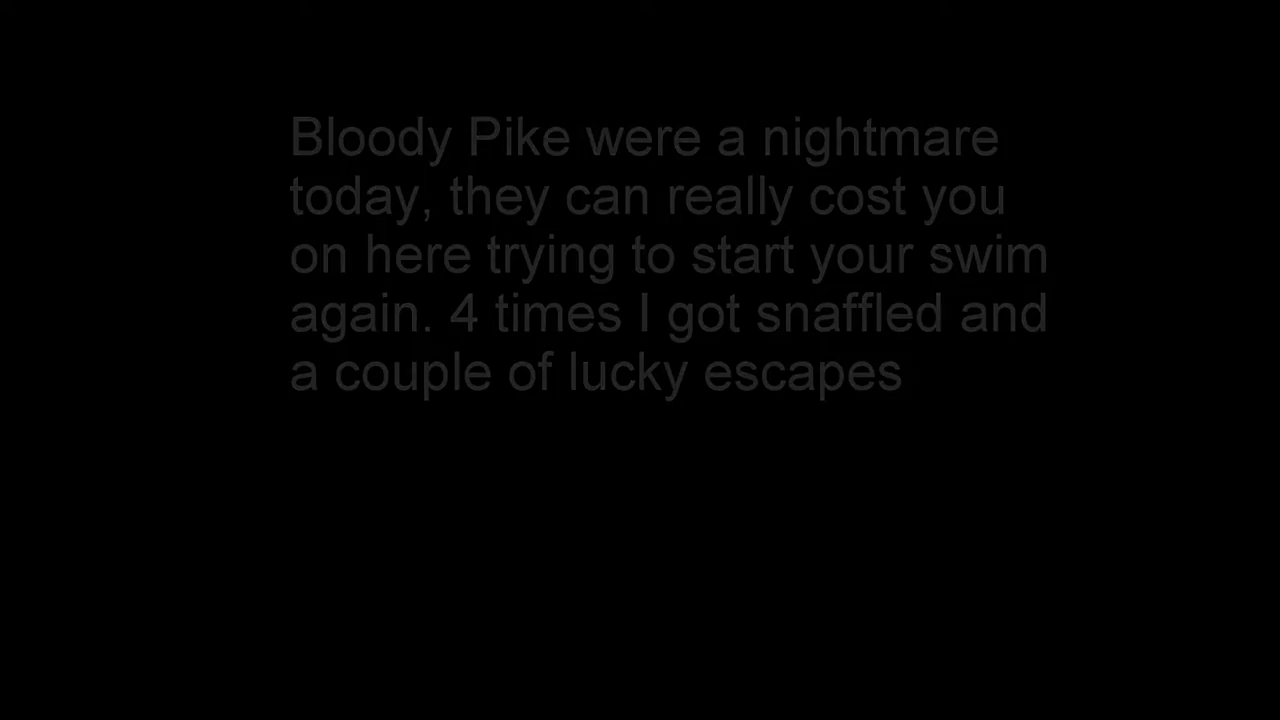 Bloody Pike were a nightmare
today, they can really cost you
on here trying to start your swim
again. 4 times I got snaffled and
a couple of lucky escapes